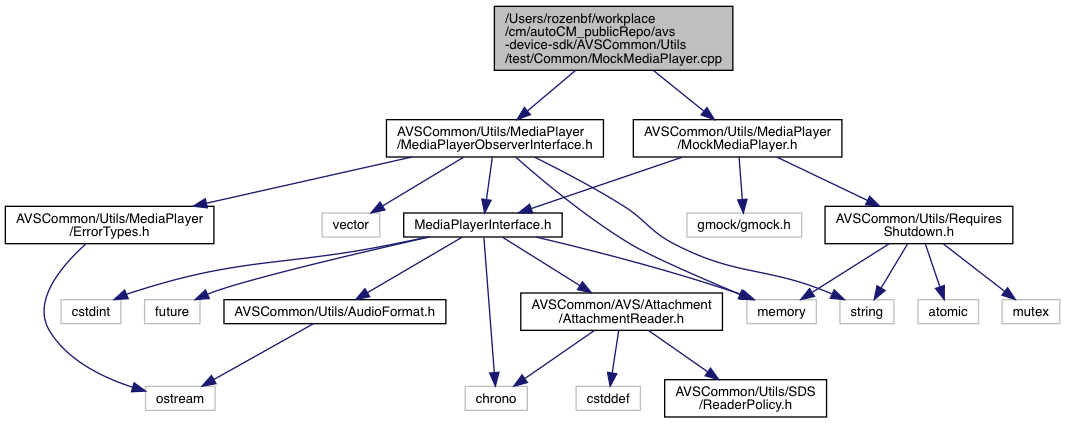 /Users/rozenbf/workplace
/cm/autoCM_publicRepo/avs
-device-sdk/AVSCommon/Utils
/test/Common/MockMediaPlayer.cpp
AVSCommon/Utils/MediaPlayer
/MediaPlayerObserverInterface.h
AVSCommon/Utils/MediaPlayer
/MockMediaPlayer.h
AVSCommon/Utils/MediaPlayer
/ErrorTypes.h
vector
MediaPlayerInterface.h
gmock/gmock.h
AVSCommon/Utils/Requires
Shutdown.h
cstdint
future
AVSCommon/Utils/AudioFormat.h
AVSCommon/AVS/Attachment
/AttachmentReader.h
memory
string
atomic
mutex
ostream
chrono
cstddef
AVSCommon/Utils/SDS
/ReaderPolicy.h